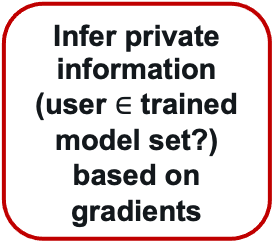 Infer private
information
(user ∈ trained
model set?)
based on
gradients